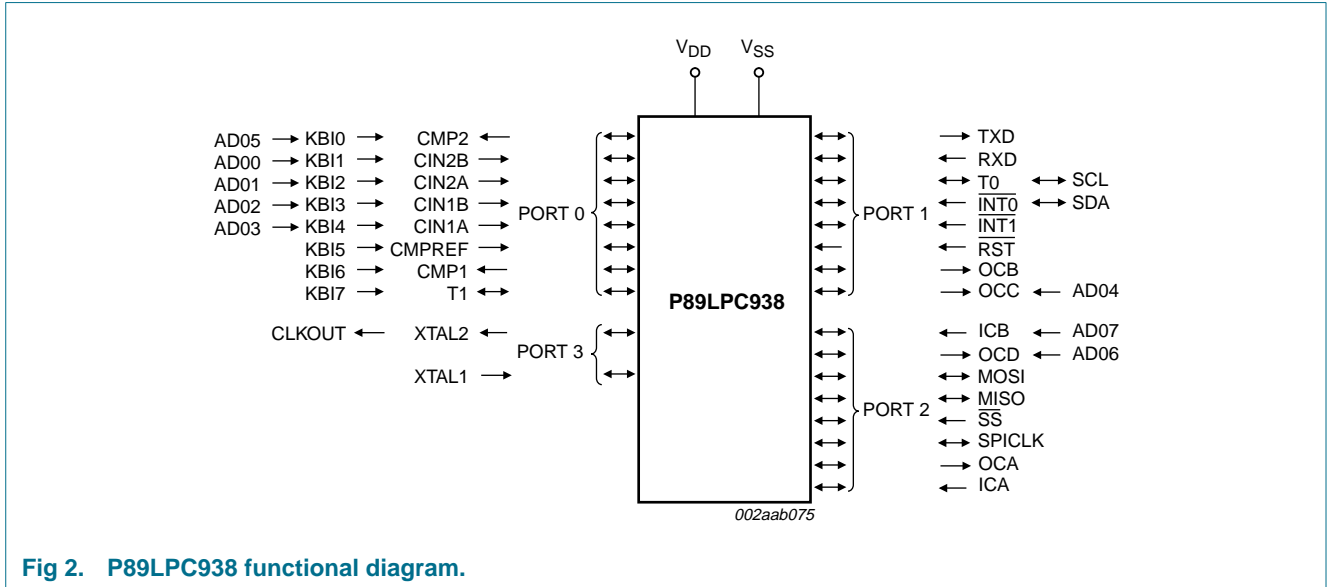 VDD VSS
AD05 KBI0 CMP2 TXD
AD00 KBI1 CIN2B RXD
AD01 KBI2 CIN2A T0 SCL
AD02 KBI3 CIN1B PORT 0 PORT 1 INT0 SDA
AD03 KBI4 CIN1A INT1
KBI5 CMPREF RST
KBI6 CMP1 OCB
KBI7 T1 P89LPC938 OCC AD04
CLKOUT XTAL2 PORT 3 ICB AD07
OCD AD06
XTAL1 MOSI
PORT 2 MISO
SS
SPICLK
OCA
ICA
002aab075
Fig 2. P89LPC938 functional diagram.